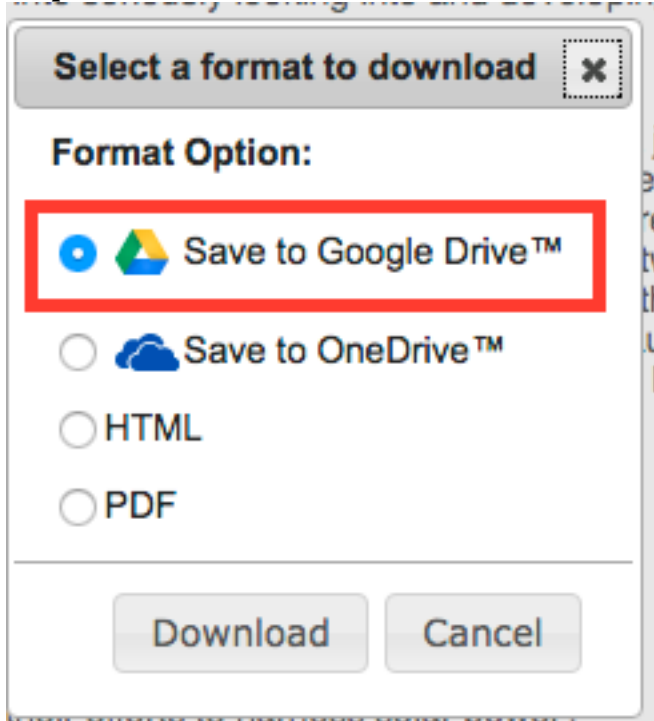 Select a format to download
Format Option:
Save to Google Drive™
Save to OneDrive™
HTML
PDF
Download Cancel